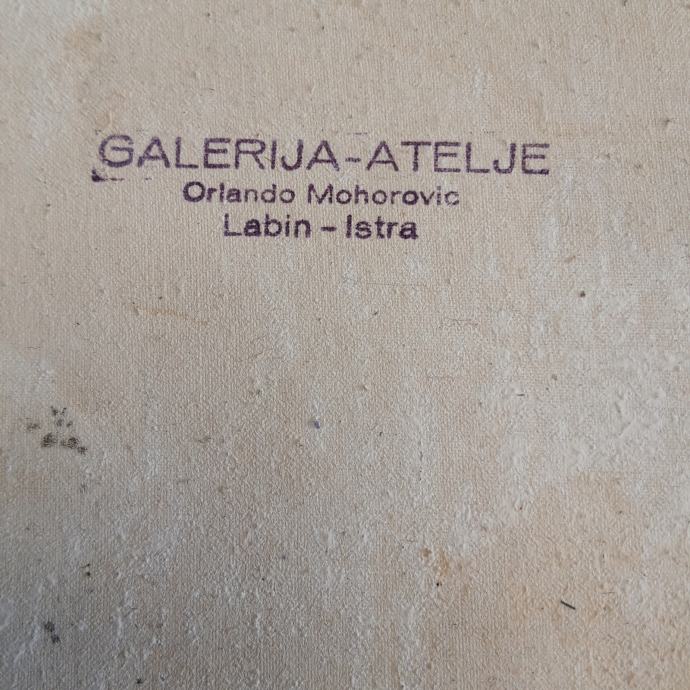 GALERIJA-ATELJE
Orlando Mohorovic
Labin - Istra